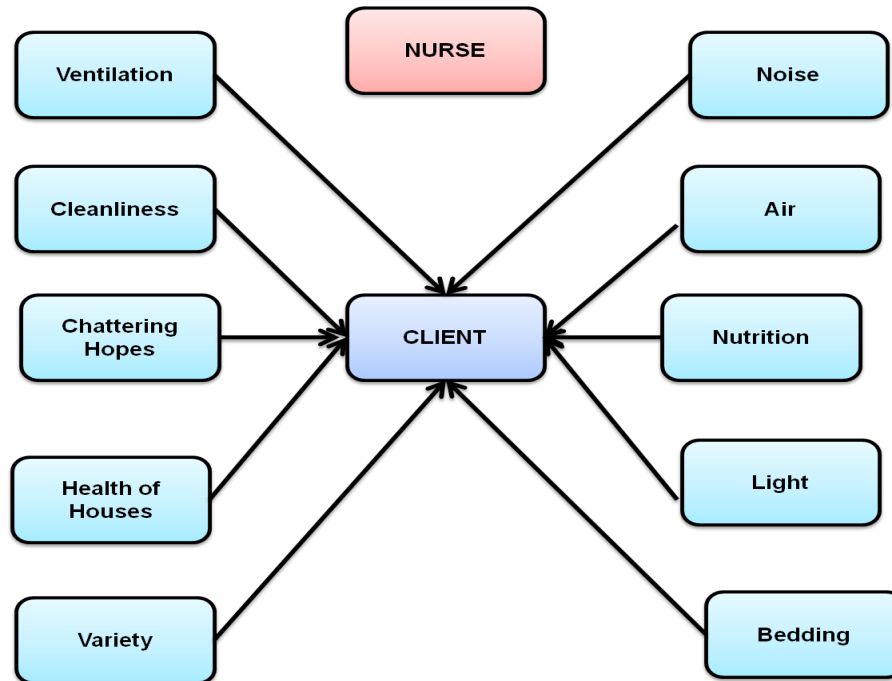 NURSE
Ventilation
Noise
Cleanliness
Air
Chattering
Hopes
CLIENT
Nutrition
Health of
Houses
Light
Variety
Bedding